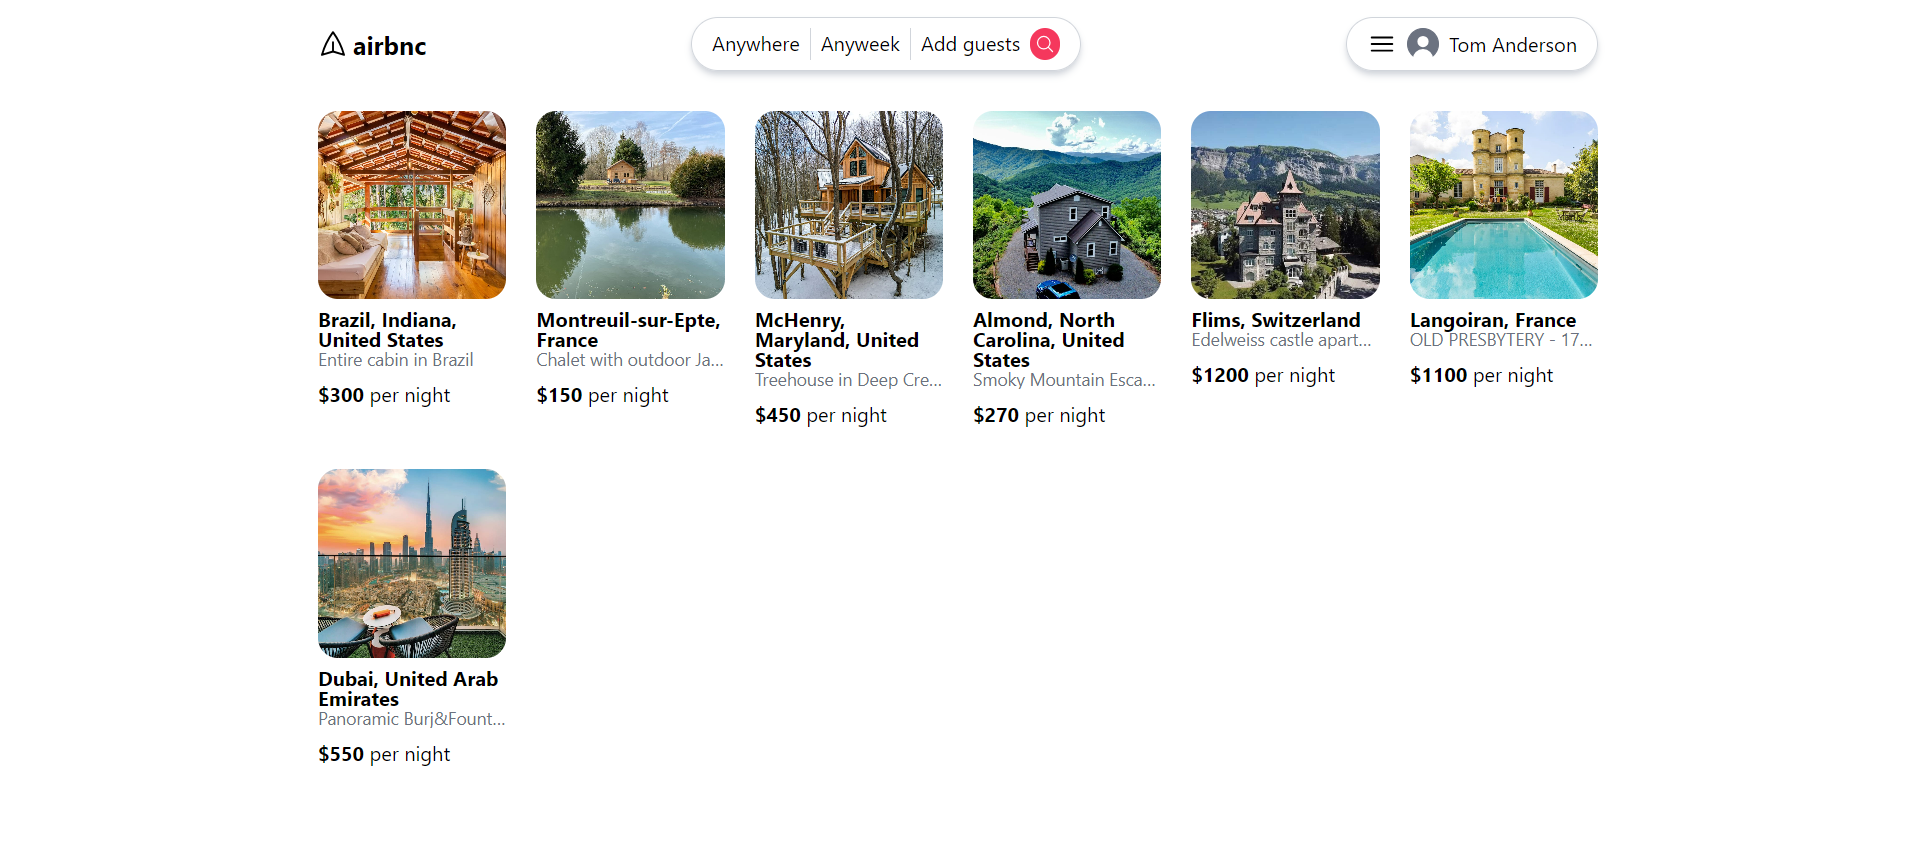 airbnc
Anywhere
Anyweek
Add guests
Tom Anderson
Brazil, Indiana,
United States
Entire cabin in Brazil
$300 per night
Montreuil-sur-Epte,
France
Chalet with outdoor Ja...
$150 per night
McHenry,
Maryland, United
States
Treehouse in Deep Cre...
$450 per night
Almond, North
Carolina, United
States
Smoky Mountain Esca...
$270 per night
Flims, Switzerland
Edelweiss castle apart...
$1200 per night
Langoiran, France
OLD PRESBYTERY - 17...
$1100 per night
Dubai, United Arab
Emirates
Panoramic Burj&Fount...
$550 per night